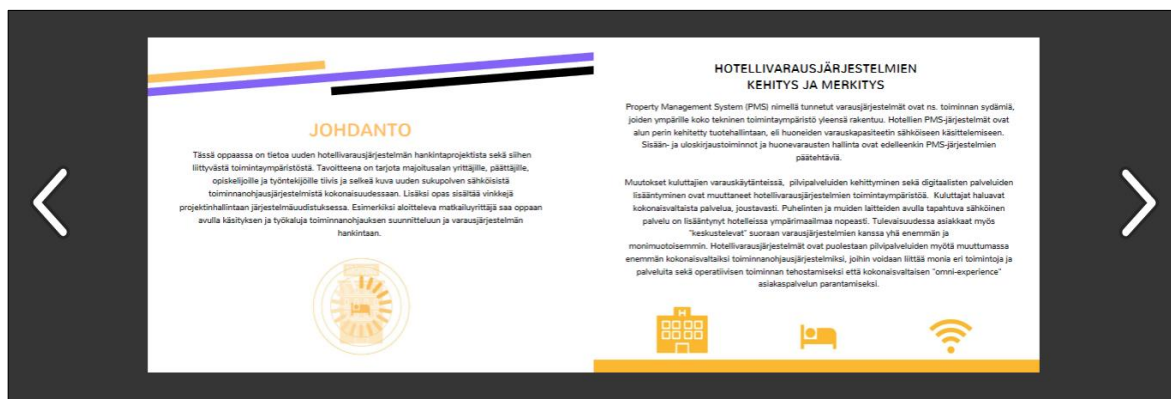 JOHDANTO
Tässä oppaassa on tietoa uuden hotellivarausjärjestelmän hankintaprojektista sekä siihen
liittyvästä toimintaympäristöstä. Tavoitteena on tarjota majoitusalan yrittäjille, päättäjille,
opiskelijoille ja työntekijöille tiivis ja selkeä kuva uuden sukupolven sähköisistä
toiminnanohjausjärjestelmistä kokonaisuudessaan. Lisäksi opas sisältää vinkkejä
projektinhallintaan järjestelmäuudistuksessa. Esimerkiksi aloitteleva matkailuyrittäjä saa oppaan
avulla käsityksen ja työkaluja toiminnanohjauksen suunnitteluun ja varausjärjestelmän
hankintaan.
HOTELLIVARAUSJÄRJESTELMIEN
KEHITYS JA MERKITYS
Property Management System (PMS) nimellä tunnetut varausjärjestelmät ovat ns. toiminnan sydämiä,
joiden ympärille koko tekninen toimintaympäristö yleensä rakentuu. Hotellien PMS-järjestelmät ovat
alun perin kehitetty tuotehallintaan, eli huoneiden varauskapasiteetin sähköiseen käsittelemiseen.
Sisään- ja uloskirjaustoiminnot ja huonevarausten hallinta ovat edelleenkin PMS-järjestelmien
päätehtäviä.
Muutokset kuluttajien varauskäytänteissä, pilvipalveluiden kehittyminen sekä digitaalisten palveluiden
lisääntyminen ovat muuttaneet hotellivarausjärjestelmien toimintaympäristöä. Kuluttajat haluavat
kokonaisvaltaista palvelua, joustavasti. Puhelinten ja muiden laitteiden avulla tapahtuva sähköinen
palvelu on lisääntynyt hotelleissa ympärimaailmaa nopeasti. Tulevaisuudessa asiakkaat myös
"keskustelevat" suoraan varausjärjestelmien kanssa yhä enemmän ja
monimuotoisemmin. Hotellivarausjärjestelmät ovat puolestaan pilvipalveluiden myötä muuttumassa
enemmän kokonaisvaltaiksi toiminnanohjausjärjestelmiksi, joihin voidaan liittää monia eri toimintoja ja
palveluita sekä operatiivisen toiminnan tehostamiseksi että kokonaisvaltaisen "omni-experience"
asiakaspalvelun parantamiseksi.
H